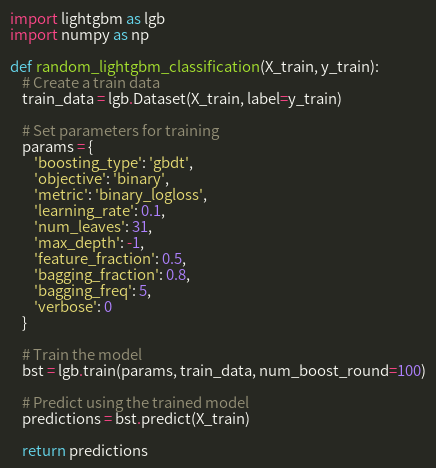 import lightgbm as lgb
import numpy as np

def random_lightgbm_classification(X_train, y_train):
    # Create a train data
    train_data = lgb.Dataset(X_train, label=y_train)

    # Set parameters for training
    params = {
        'boosting_type': 'gbdt',
        'objective': 'binary',
        'metric': 'binary_logloss',
        'learning_rate': 0.1,
        'num_leaves': 31,
        'max_depth': -1,
        'feature_fraction': 0.5,
        'bagging_fraction': 0.8,
        'bagging_freq': 5,
        'verbose': 0
    }

    # Train the model
    bst = lgb.train(params, train_data, num_boost_round=100)

    # Predict using the trained model
    predictions = bst.predict(X_train)

    return predictions